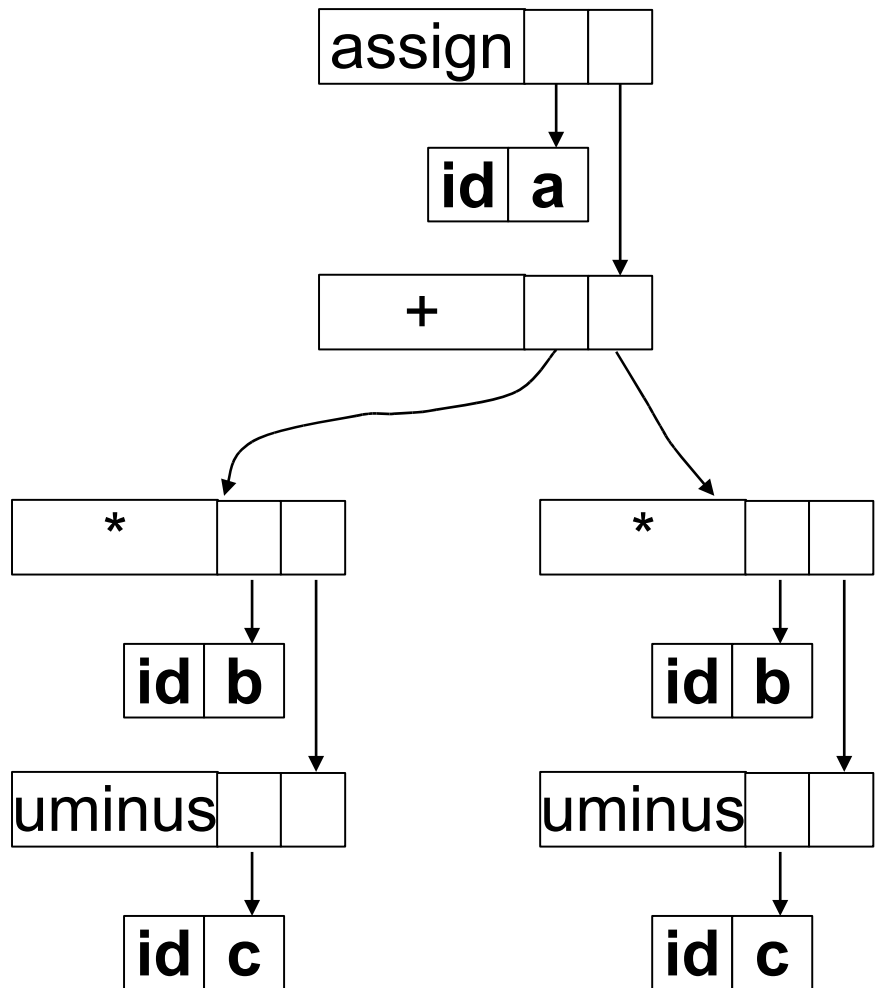 assign
id a
+
* *
id b id b
uminus uminus
id c id c